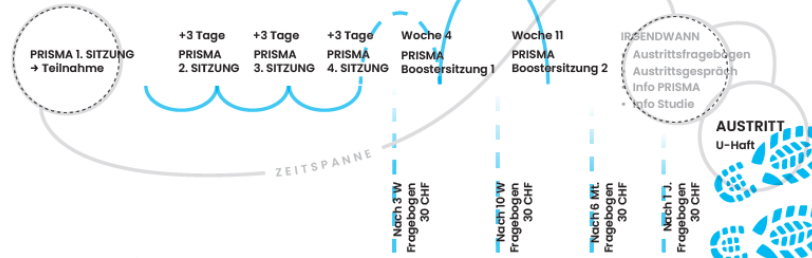 PRISMA 1. SITZUNG
→ Teilnahme
+3 Tage
PRISMA
2. SITZUNG
+3 Tage
PRISMA
3. SITZUNG
+3 Tage
PRISMA
4. SITZUNG
Woche 4
PRISMA
Boostersitzung 1
Woche 11
PRISMA
Boostersitzung 2
IRGENDWANN
Austrittsfragebogen
Austrittsgespräch
Info PRISMA
• Info Studie
AUSTRITT
U-Haft
ZEITSPANNE
Nach 3 W
Fragebogen
30 CHF
Nach 10 W
Fragebogen
30 CHF
Nach 6 Mt.
Fragebogen
30 CHF
Nach 1 J.
Fragebogen
30 CHF